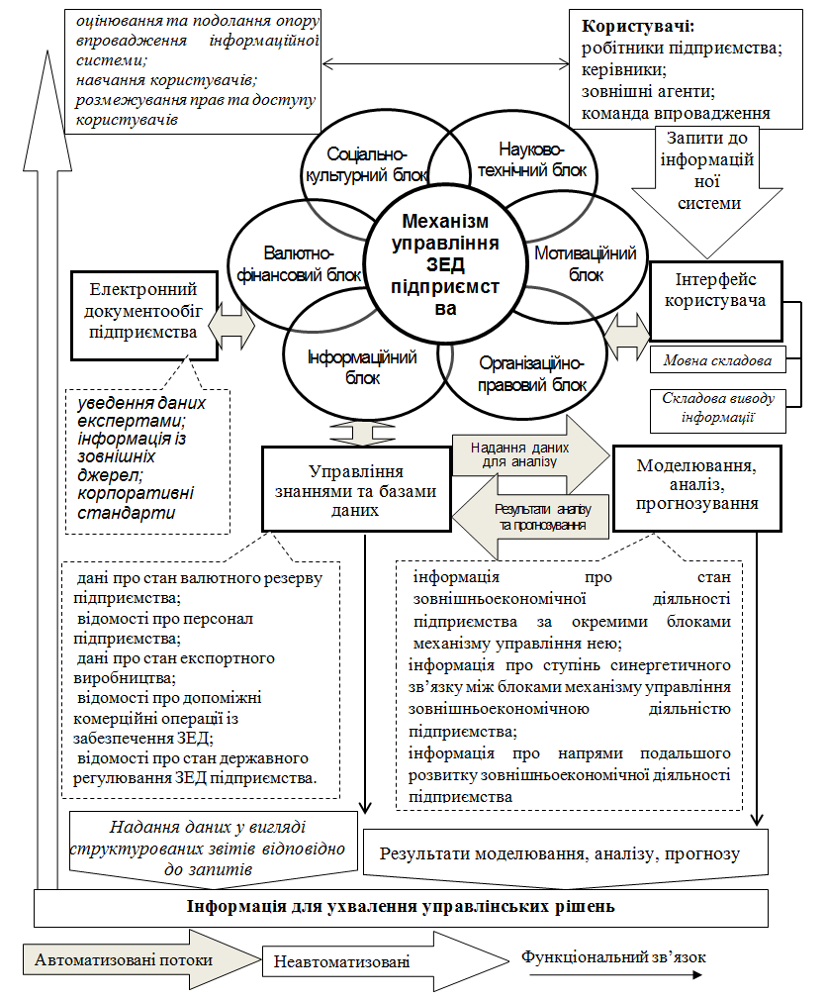 оцінювання та подолання опору
впровадження інформаційної
системи;
навчання користувачів;
розмежування прав та доступу
користувачів
Користувачі:
робітники підприємства;
керівники;
зовнішні агенти;
команда впровадження
Запити до
інформацій
ної
системи
Соціально-
культурний блок
Науково-
технічний блок
Валютно-
фінансовий блок
Механізм
управління
ЗЕД
підприємст
ва
Мотиваційний
блок
Інформаційний
блок
Організаційно-
правовий блок
Електронний
документообіг
підприємства
Інтерфейс
користувача
Мовна складова
Складова виводу
інформації
уведення даних
експертами;
інформація із
зовнішніх
джерел;
корпоративні
стандарти
Управління
знаннями та базами
даних
Надання даних
для аналізу
Результати аналізу
та прогнозування
Моделювання,
аналіз,
прогнозування
дані про стан валютного резерву
підприємства;
відомості про персонал
підприємства;
дані про стан експортного
виробництва;
відомості про допоміжні
комерційні операції із
забезпечення ЗЕД;
відомості про стан державного
регулювання ЗЕД підприємства.
інформація про стан
зовнішньоекономічної діяльності
підприємства за окремими блоками
механізму управління нею;
інформація про ступінь синергетичного
зв’язку між блоками механізму управління
зовнішньоекономічною діяльністю
підприємства;
інформація про напрями подальшого
розвитку зовнішньоекономічної діяльності
підприємства
Надання даних у вигляді
структурованих звітів відповідно
до запитів
Результати моделювання, аналізу, прогнозу
Інформація для ухвалення управлінських рішень
Автоматизовані потоки
Неавтоматизовані
Функціональний зв’язок